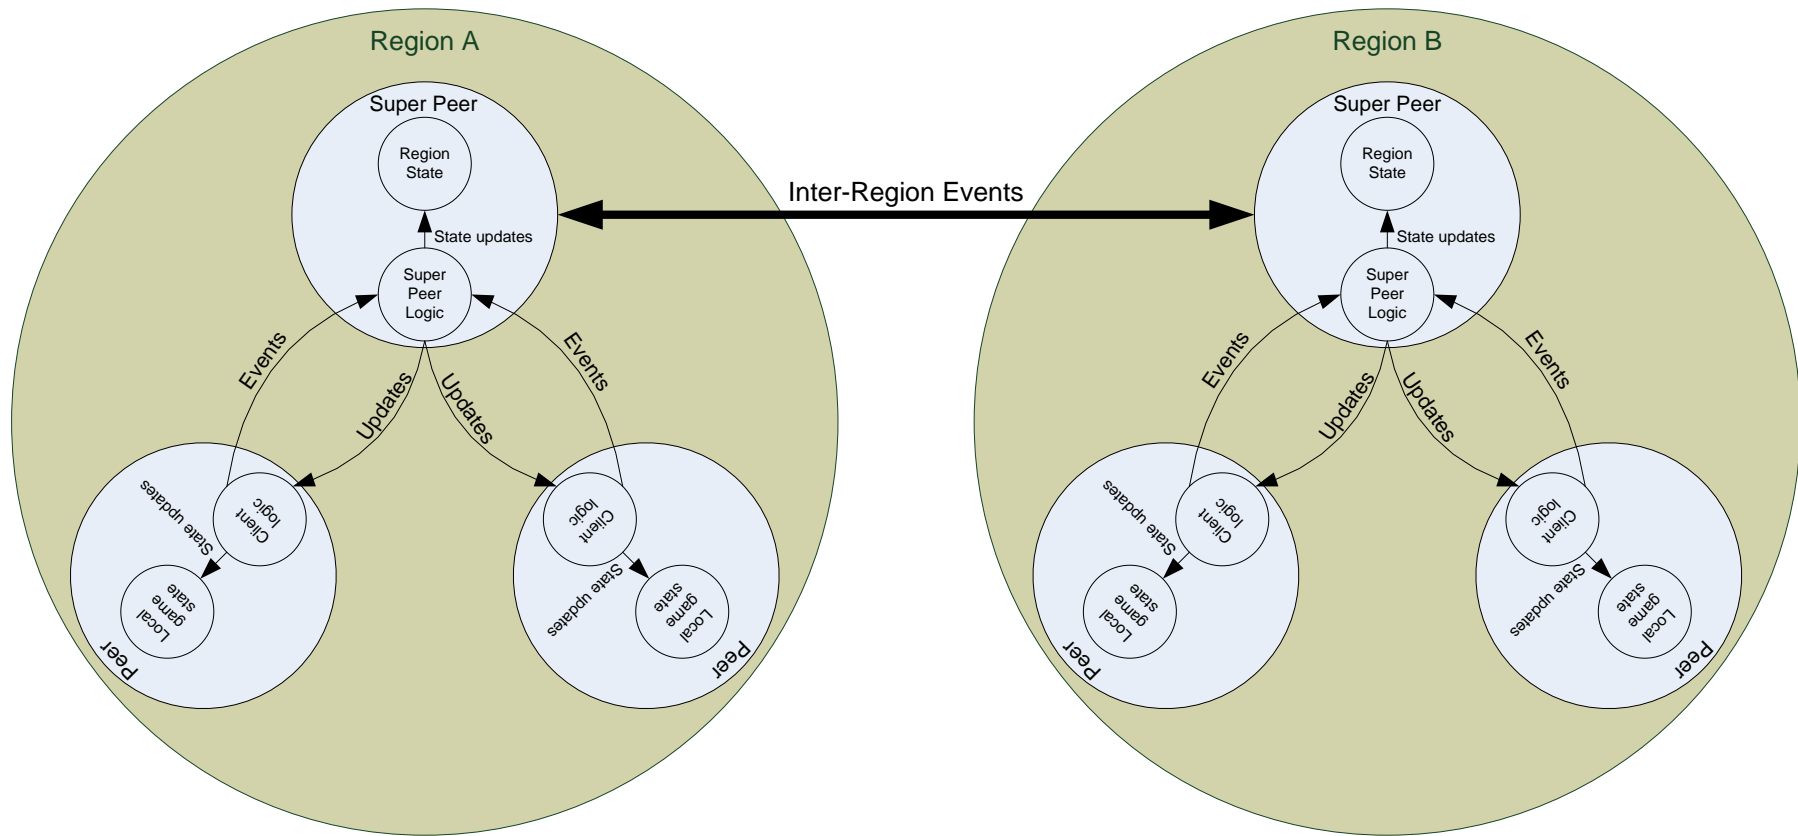 Region A
Super Peer
Region
State
State updates
Super
Peer
Logic
Events
Updates
Updates
Events
Client
logic
State updates
Local
game
state
Peer
Client
logic
State updates
Local
game
state
Peer
Inter-Region Events
Region B
Super Peer
Region
State
State updates
Super
Peer
Logic
Events
Updates
Updates
Events
Client
logic
State updates
Local
game
state
Peer
Client
logic
State updates
Local
game
state
Peer